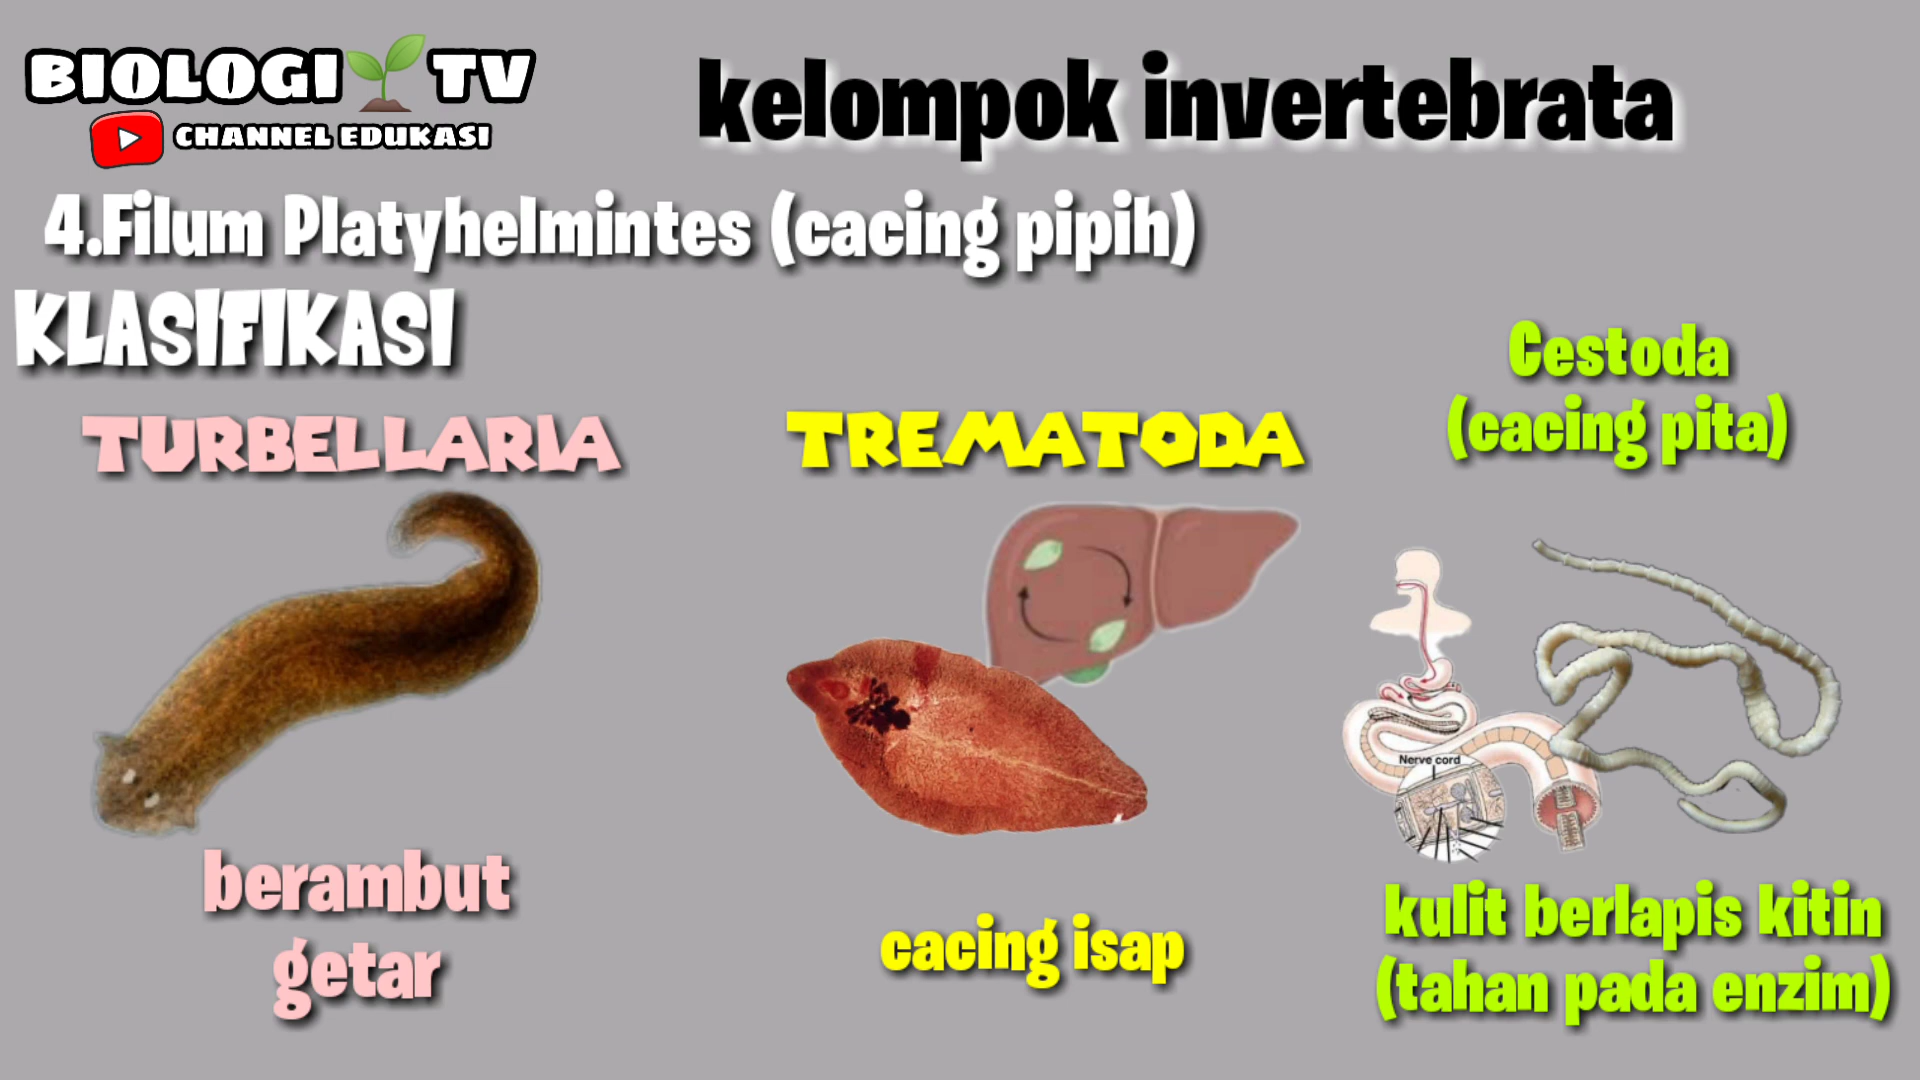 BIOLOGI TV
CHANNEL EDUKASI
kelompok invertebrata
4.Filum Platyhelmintes (cacing pipih)
KLASIFIKASI
TURBELLARIA
berambut
getar
TREMATODA
cacing isap
Cestoda
(cacing pita)
Nerve cord
kulit berlapis kitin
(tahan pada enzim)